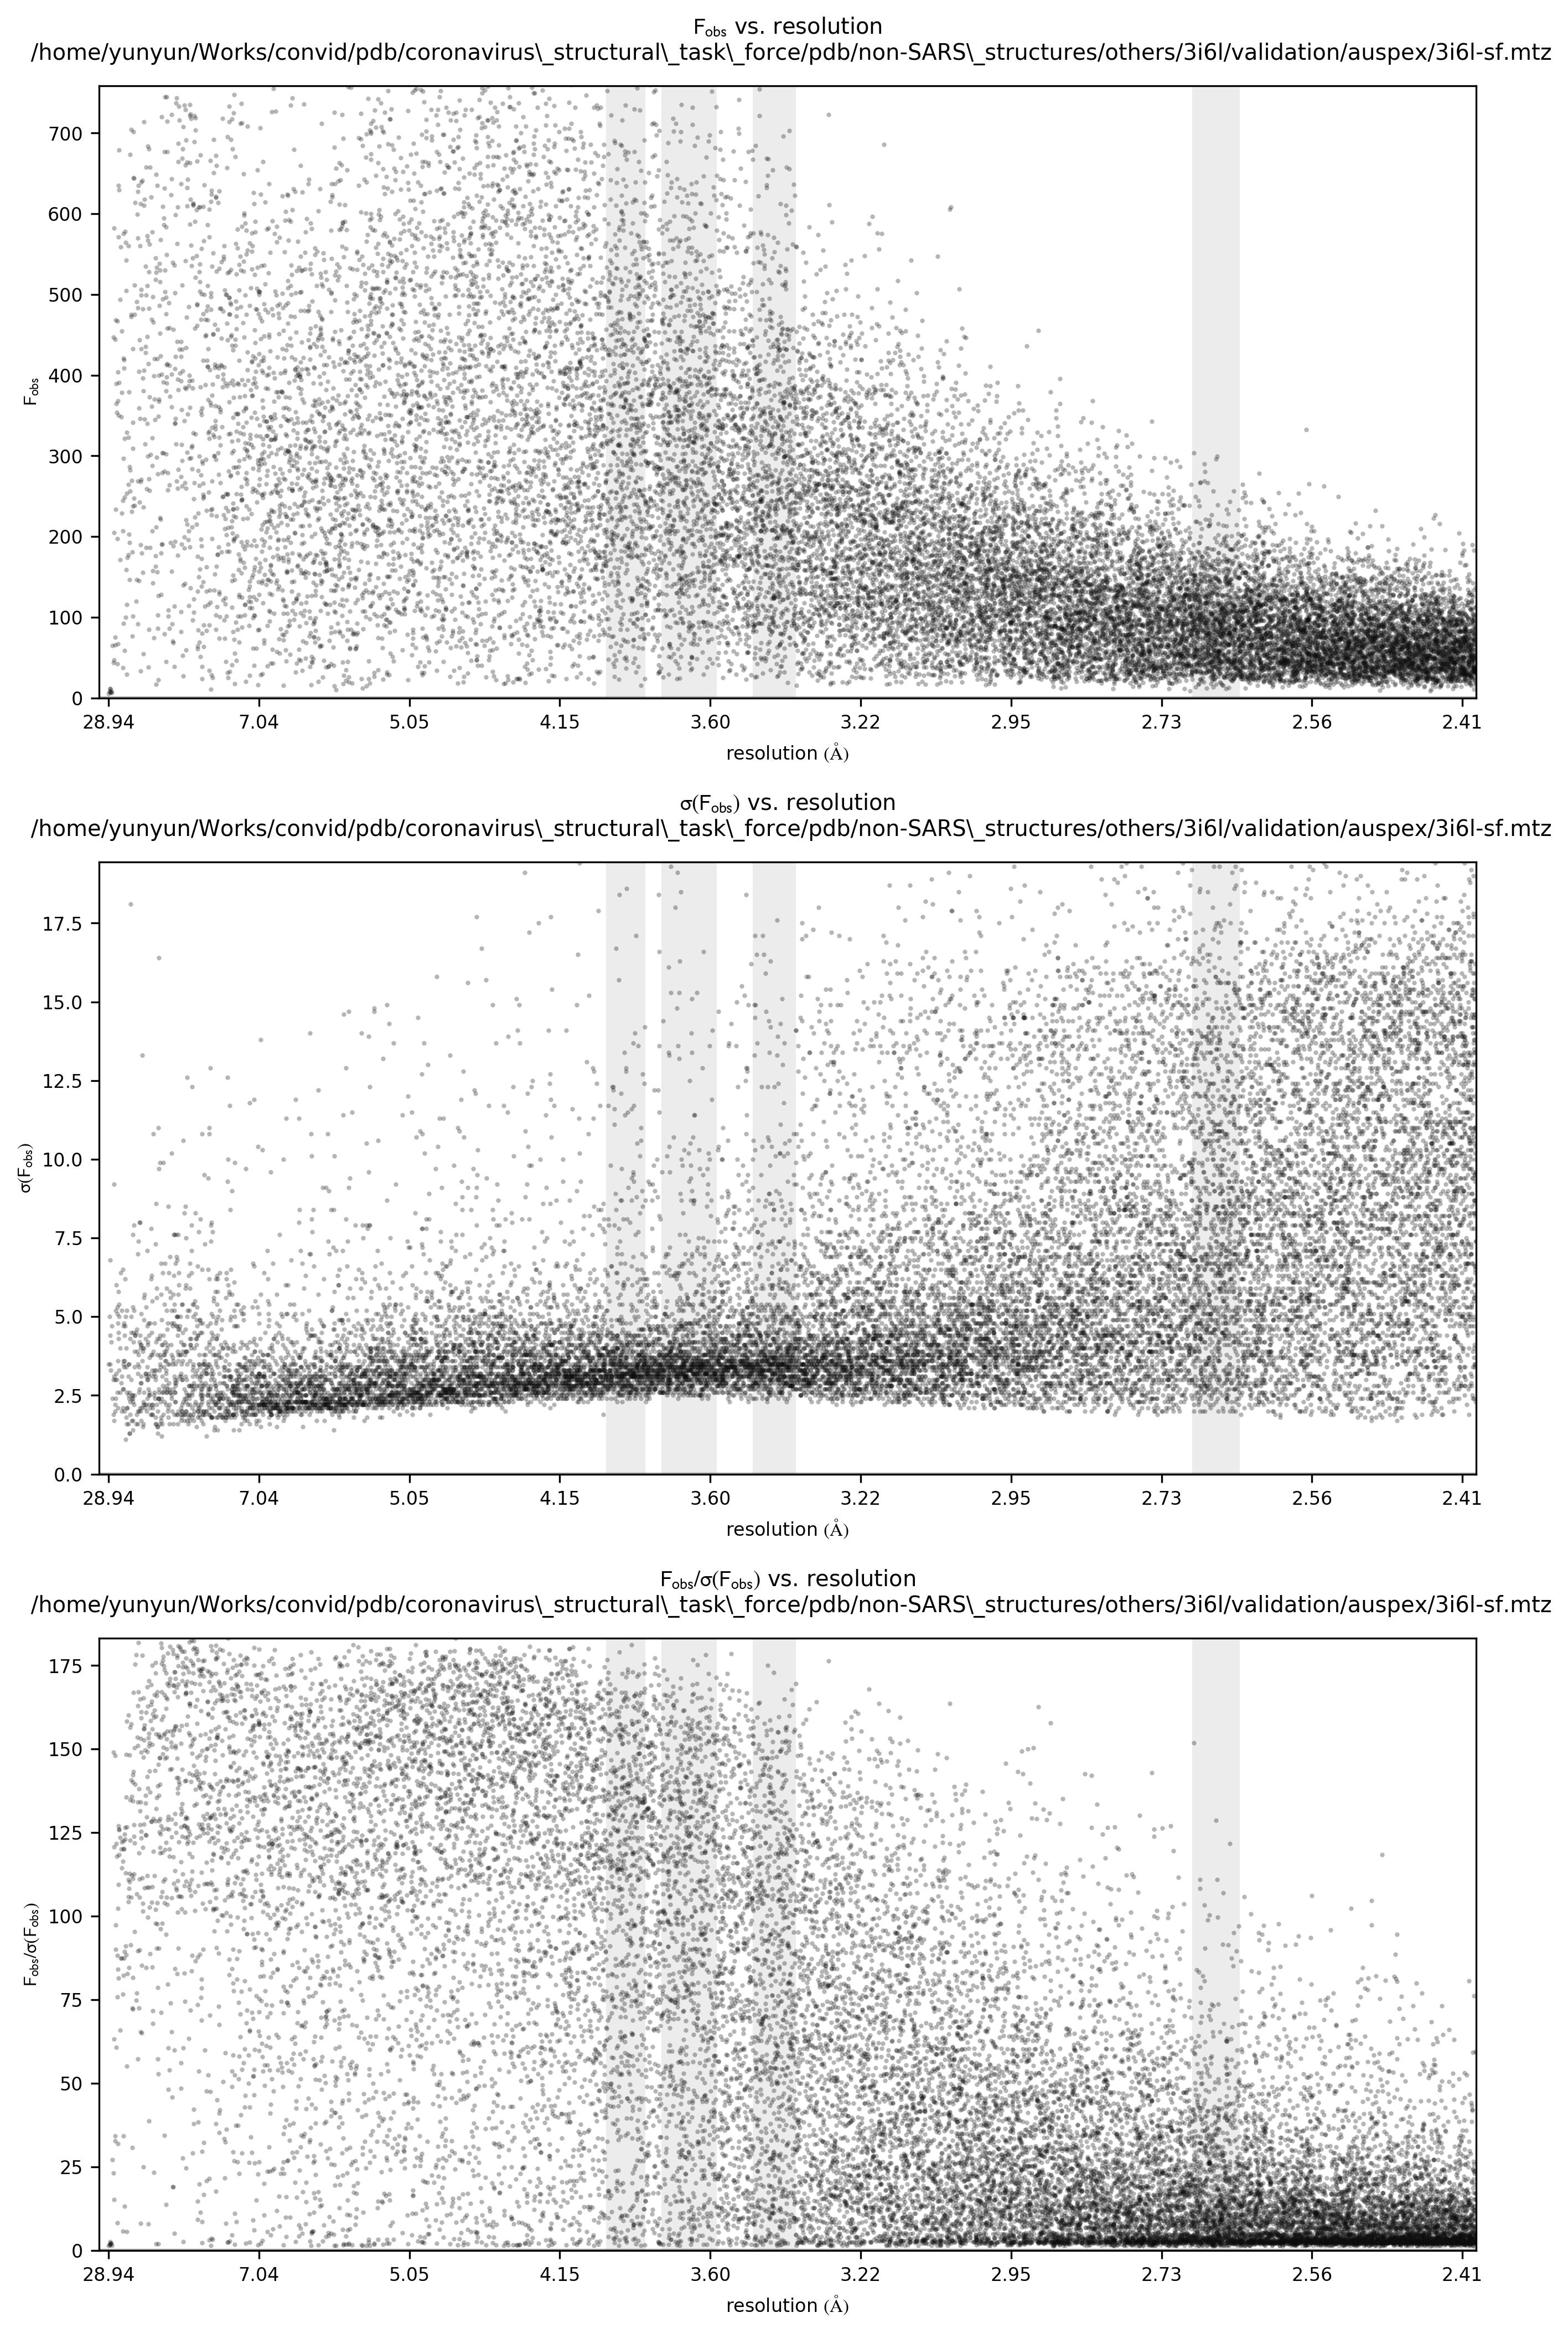 Fobs vs. resolution
/home/yunyun/Works/convid/pdb/coronavirus\_structural\_task\_force/pdb/non-SARS\_structures/others/3i6l/validation/auspex/3i6l-sf.mtz
700
600
500
400
300
200
100
0
Fobs
28.94 7.04 5.05 4.15 3.60 3.22 2.95 2.73 2.56 2.41
resolution (Å)
σ(Fobs) vs. resolution
/home/yunyun/Works/convid/pdb/coronavirus\_structural\_task\_force/pdb/non-SARS\_structures/others/3i6l/validation/auspex/3i6l-sf.mtz
17.5
15.0
12.5
10.0
7.5
5.0
2.5
0.0
σ(Fobs)
28.94 7.04 5.05 4.15 3.60 3.22 2.95 2.73 2.56 2.41
resolution (Å)
Fobs/σ(Fobs) vs. resolution
/home/yunyun/Works/convid/pdb/coronavirus\_structural\_task\_force/pdb/non-SARS\_structures/others/3i6l/validation/auspex/3i6l-sf.mtz
175
150
125
100
75
50
25
0
Fobs/σ(Fobs)
28.94 7.04 5.05 4.15 3.60 3.22 2.95 2.73 2.56 2.41
resolution (Å)